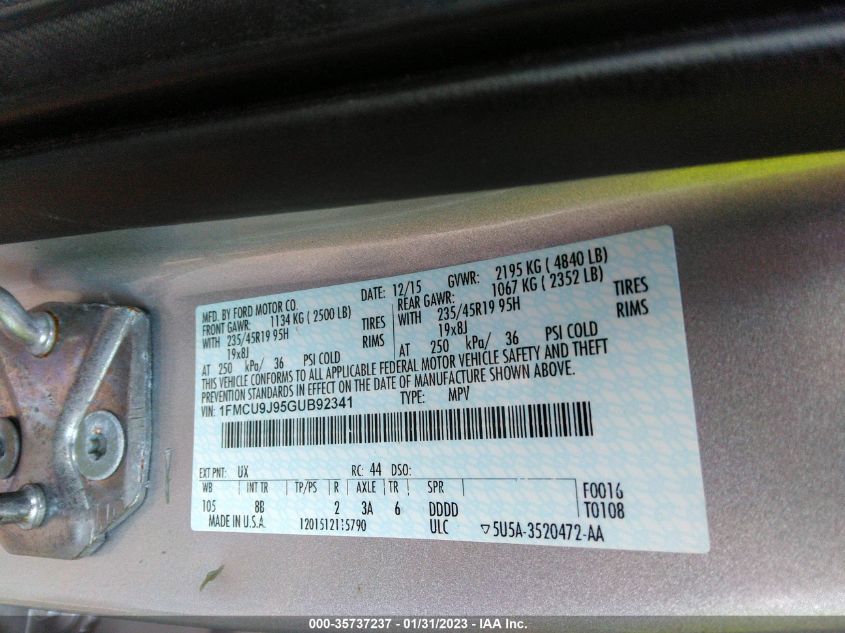 MFD. BY FORD MOTOR CO.
DATE: 12/15 GVWR: 2195 KG ( 4840 LB)
FRONT GAWR: 1134 KG ( 2500 LB)
REAR GAWR: 1067 KG ( 2352 LB)
WITH 235/45R19 95H TIRES
WITH 235/45R19 95H TIRES
19x8J RIMS
19x8J RIMS
AT 250 kPa/ 36 PSI COLD
AT 250 kPa/ 36 PSI COLD
THIS VEHICLE CONFORMS TO ALL APPLICABLE FEDERAL MOTOR VEHICLE SAFETY AND THEFT
PREVENTION STANDARDS IN EFFECT ON THE DATE OF MANUFACTURE SHOWN ABOVE.
VIN: 1FMCU9J95GUB92341 TYPE: MPV
EXT PNT: UX RC: 44 DSO:
WB INT TR TP/PS R AXLE TR SPR
105 8B 2 3A 6 DDDD
F0016
T0108
MADE IN U.S.A. ULC ▽5U5A-3520472-AA
000-35737237 - 01/31/2023 - IAA Inc.